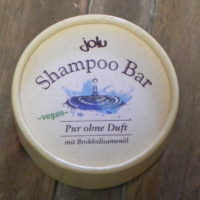 jolu
Shampoo Bar
-vegan-
Pur ohne Duft
mit Brokkolisamenöl